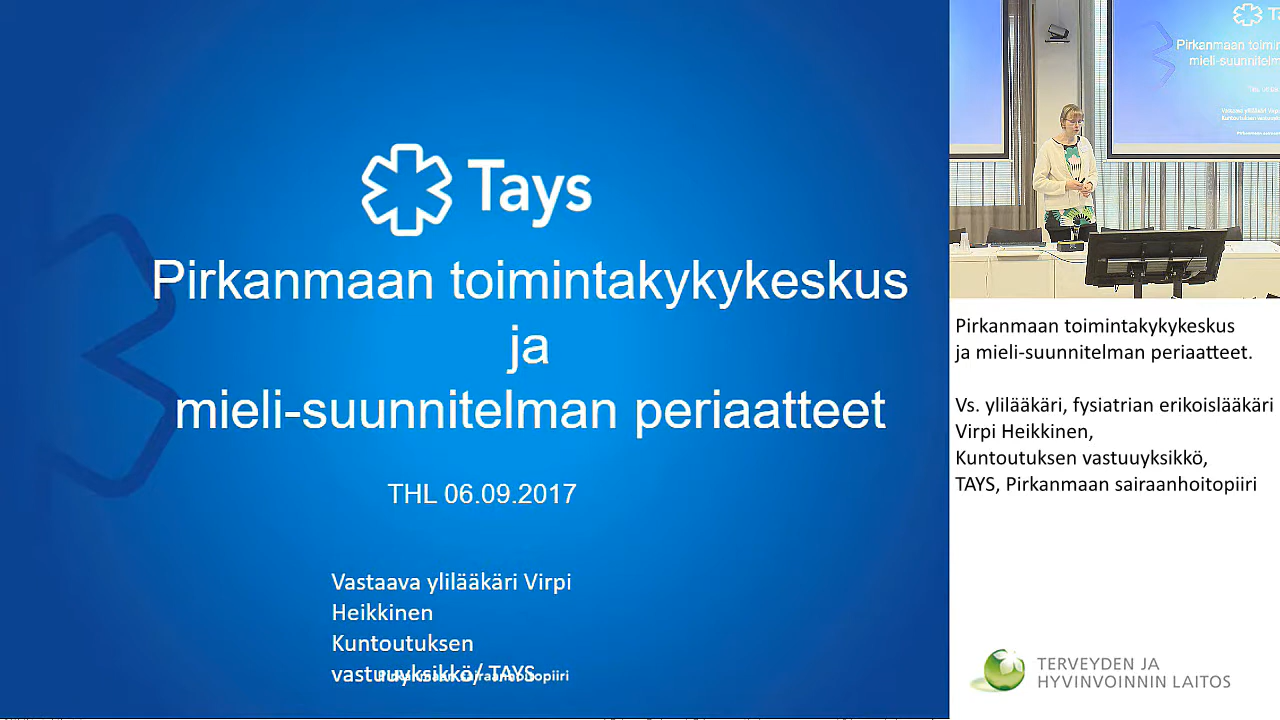 Tays
Pirkanmaan toimintakykykeskus
ja
mieli-suunnitelman periaatteet
THL 06.09.2017
Vastaava ylilääkäri Virpi
Heikkinen
Kuntoutuksen
vastuuyksikkö/ TAYS
Pirkanmaan sairaanhoitopiiri
Pirkanmaan toimintakykykeskus
ja mieli-suunnitelman periaatteet.
Vs. ylilääkäri, fysiatrian erikoislääkäri
Virpi Heikkinen,
Kuntoutuksen vastuuyksikkö,
TAYS, Pirkanmaan sairaanhoitopiiri
TERVEYDEN JA
HYVINVOINNIN LAITOS